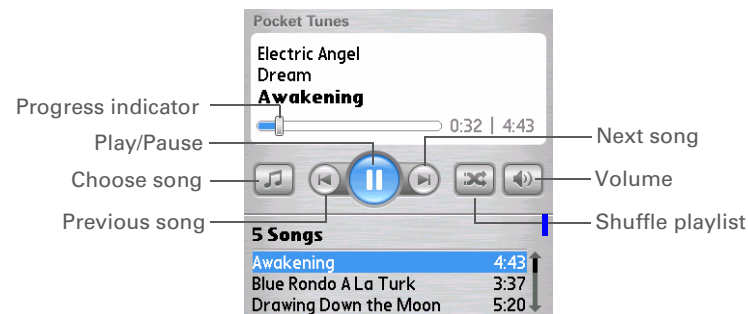 Pocket Tunes
Electric Angel
Dream
Awakening
0:32 | 4:43
Progress indicator
Play/Pause
Choose song
Previous song
Next song
Volume
Shuffle playlist
5 Songs
Awakening 4:43
Blue Rondo A La Turk 3:37
Drawing Down the Moon 5:20